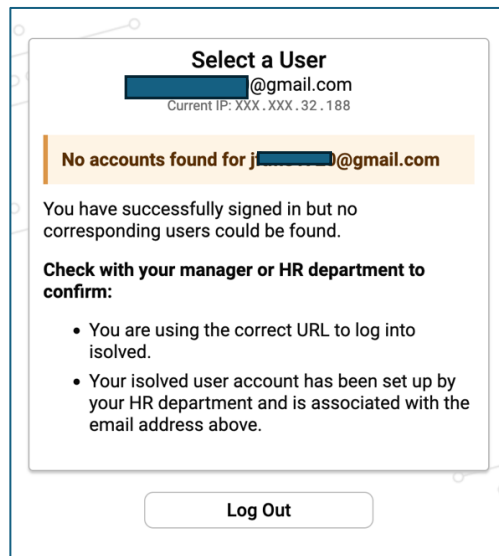 Select a User
@gmail.com
Current IP: XXX.XXX.32.188
No accounts found for @gmail.com
You have successfully signed in but no
corresponding users could be found.
Check with your manager or HR department to
confirm:
• You are using the correct URL to log into
isolved.
• Your isolved user account has been set up by
your HR department and is associated with the
email address above.
Log Out